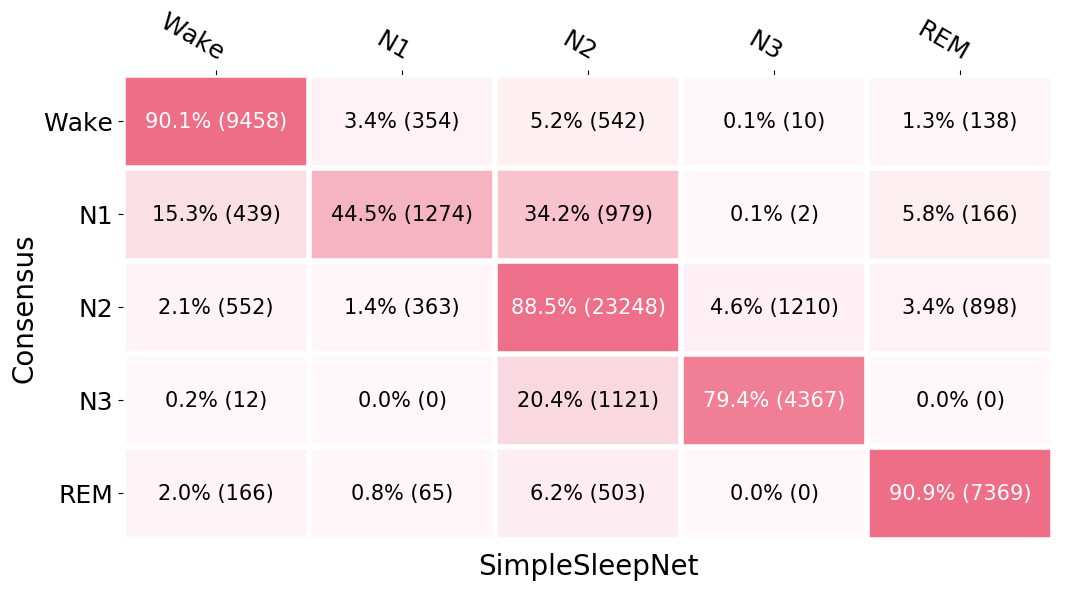 Wake N1 N2 N3 REM
Wake 90.1% (9458) 3.4% (354) 5.2% (542) 0.1% (10) 1.3% (138)
N1 15.3% (439) 44.5% (1274) 34.2% (979) 0.1% (2) 5.8% (166)
N2 2.1% (552) 1.4% (363) 88.5% (23248) 4.6% (1210) 3.4% (898)
N3 0.2% (12) 0.0% (0) 20.4% (1121) 79.4% (4367) 0.0% (0)
REM 2.0% (166) 0.8% (65) 6.2% (503) 0.0% (0) 90.9% (7369)
Consensus
SimpleSleepNet